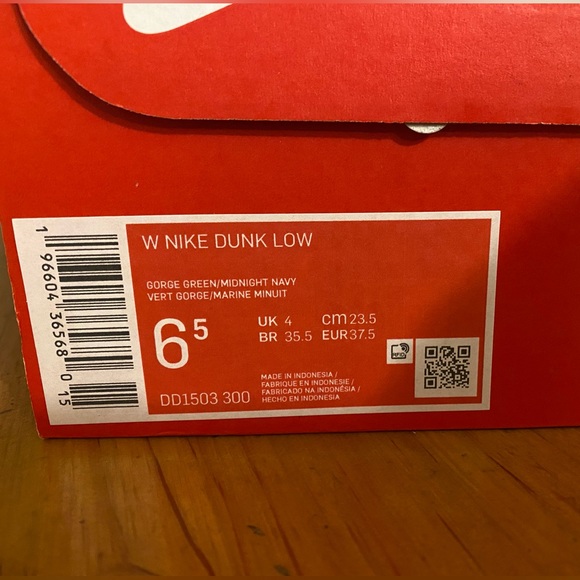 W NIKE DUNK LOW
GORGE GREEN/MIDNIGHT NAVY
VERT GORGE/MARINE MINUIT
6⁵
UK 4 cm 23.5
BR 35.5 EUR 37.5
DD1503 300
MADE IN INDONESIA /
FABRIQUE EN INDONESIE /
FABRICADO NA INDONÉSIA /
HECHO EN INDONESIA
RFID
1 96604 36568 0 15